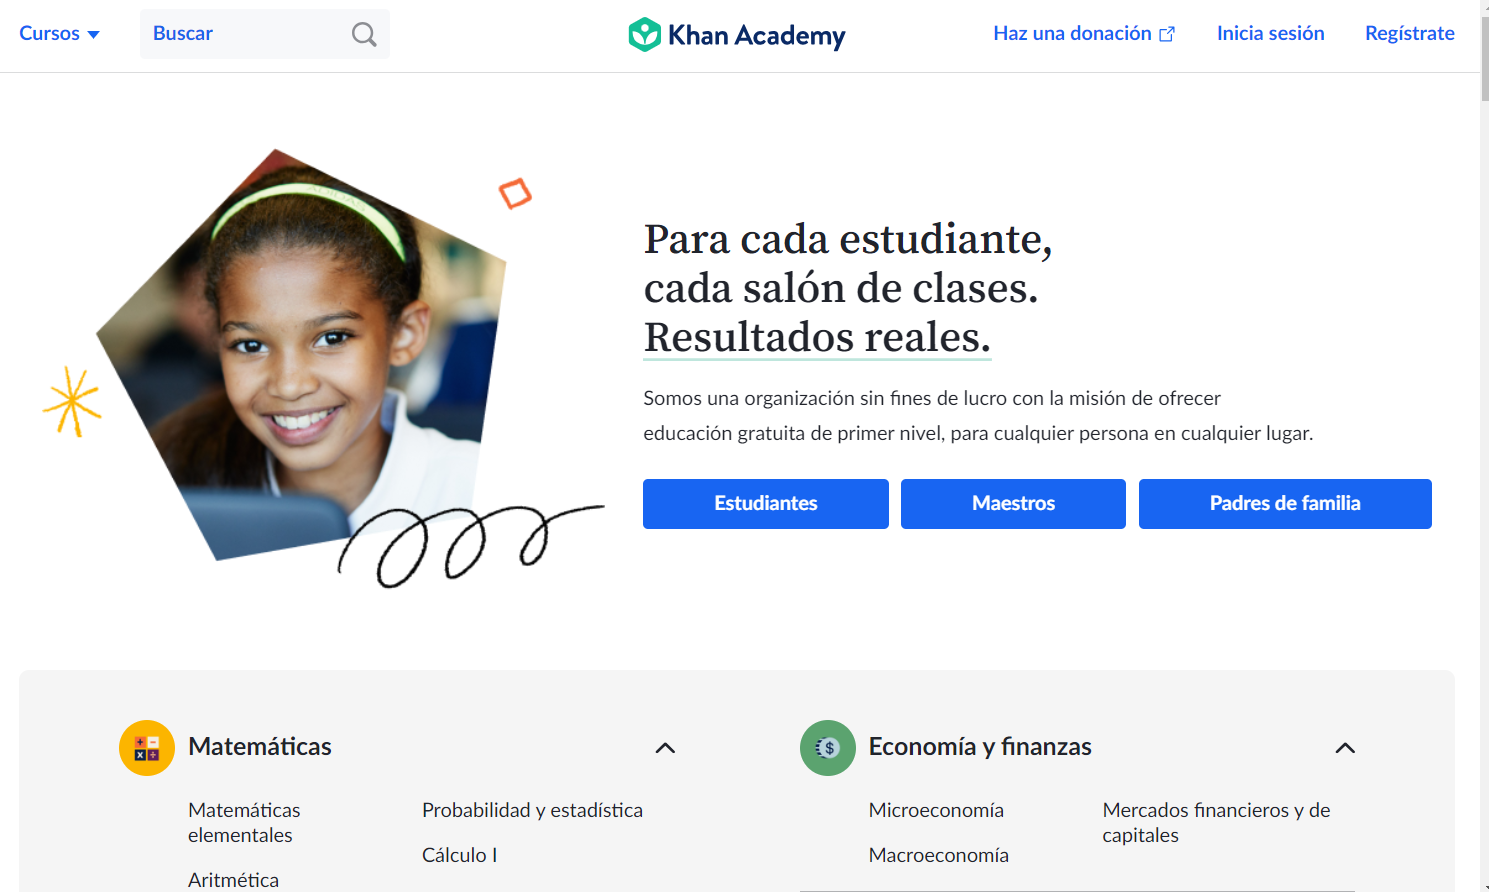 Cursos
Buscar
Khan Academy
Haz una donación
Inicia sesión
Regístrate
Para cada estudiante,
cada salón de clases.
Resultados reales.
Somos una organización sin fines de lucro con la misión de ofrecer
educación gratuita de primer nivel, para cualquier persona en cualquier lugar.
Estudiantes
Maestros
Padres de familia
Matemáticas
Matemáticas
elementales
Aritmética
Probabilidad y estadística
Cálculo I
Economía y finanzas
Microeconomía
Macroeconomía
Mercados financieros y de
capitales